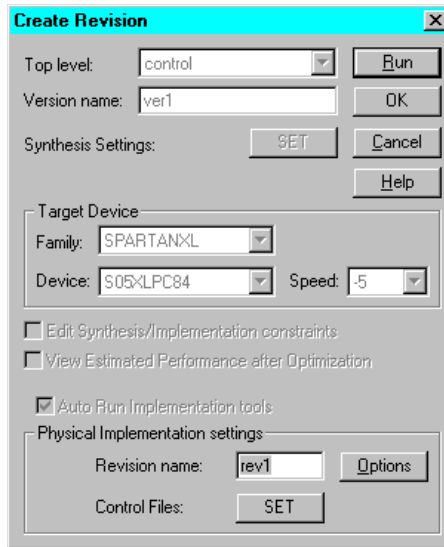 Create Revision
Top level: control Run
Version name: ver1 OK
Synthesis Settings: SET Cancel
Help
Target Device
Family: SPARTANXL
Device: S05XLPC84 Speed: -5
Edit Synthesis/Implementation constraints
View Estimated Performance after Optimization
Auto Run Implementation tools
Physical Implementation settings
Revision name: rev1 Options
Control Files: SET